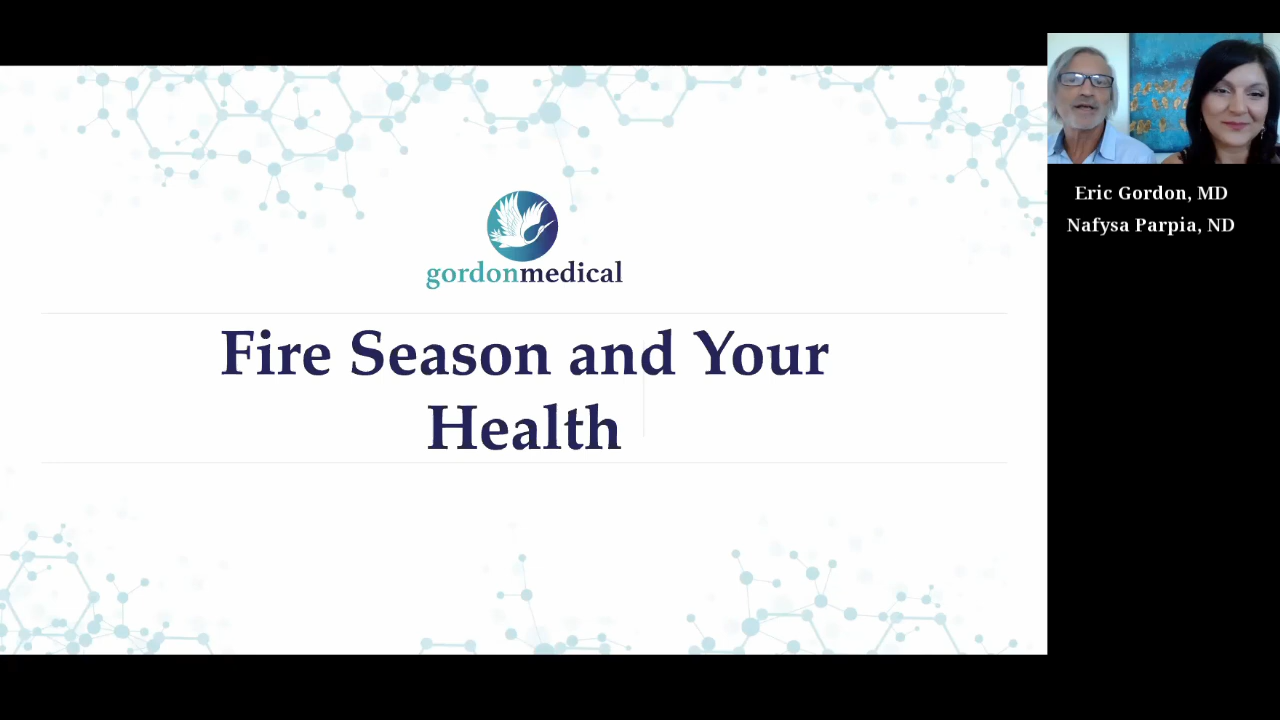 gordonmedical
Fire Season and Your
Health
Eric Gordon, MD
Nafysa Parpia, ND